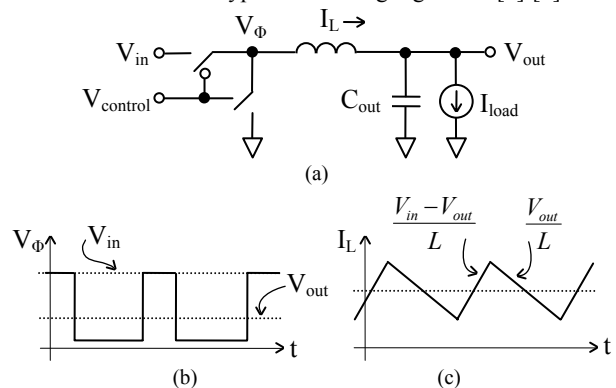 I_L
V_Φ
V_in
V_out
V_control
C_out
I_load
(a)
V_Φ
V_in
V_out
t
(b)
I_L
V_in − V_out
L
V_out
L
t
(c)